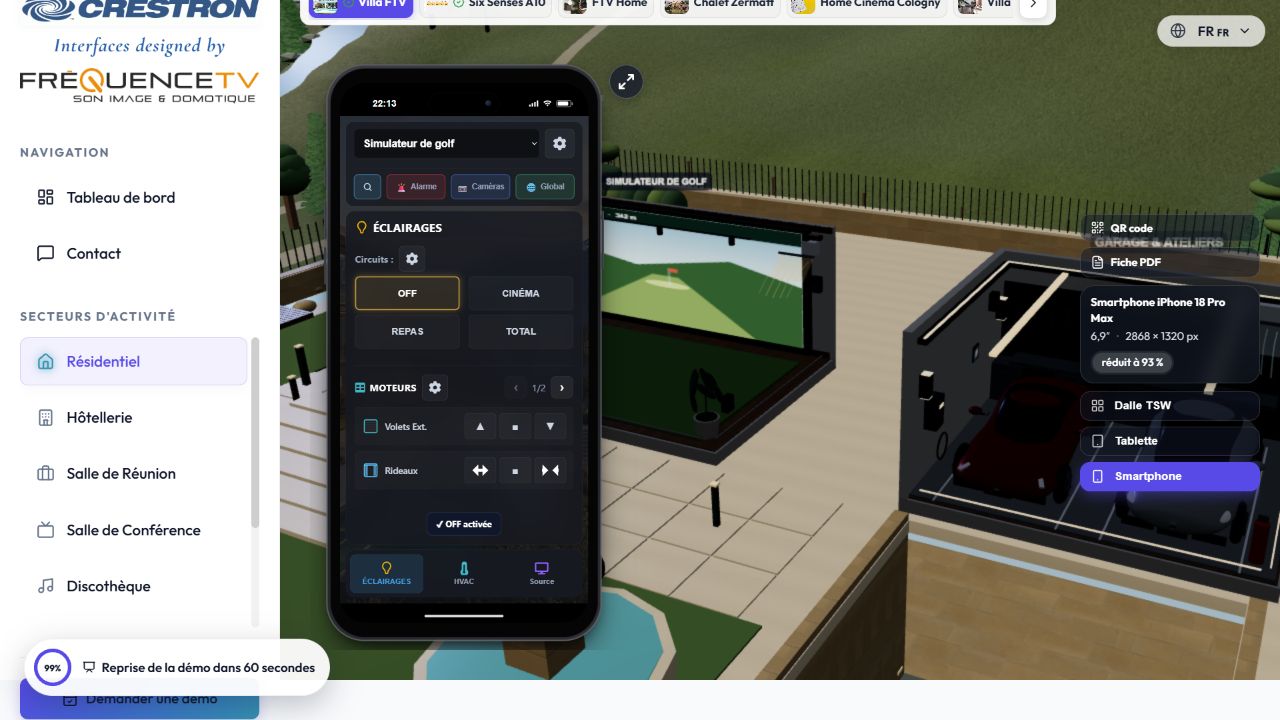 CRESTRON
Interfaces designed by
FRÉQUENCETV
SON IMAGE & DOMOTIQUE
NAVIGATION
Tableau de bord
Contact
SECTEURS D'ACTIVITÉ
Résidentiel
Hôtellerie
Salle de Réunion
Salle de Conférence
Discothèque
99%
Reprise de la démo dans 60 secondes
Demander une démo
Villa FTV
Six Senses A10
FTV Home
Chalet Zermatt
Home Cinema Cologny
Villa
FR FR
22:13
Simulateur de golf
Alarme
Caméras
Global
ÉCLAIRAGES
Circuits :
OFF
CINÉMA
REPAS
TOTAL
MOTEURS
1/2
Volets Ext.
Rideaux
✓ OFF activée
ÉCLAIRAGES
HVAC
Source
SIMULATEUR DE GOLF
QR code
GARAGE & ATELIERS
Fiche PDF
Smartphone iPhone 18 Pro
Max
6,9″ · 2868 × 1320 px
réduit à 93 %
Dalle TSW
Tablette
Smartphone